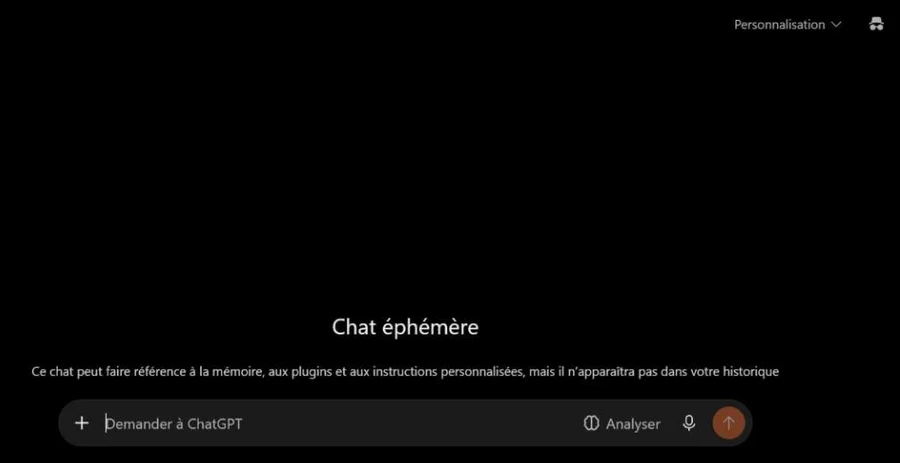 Personnalisation
Chat éphémère
Ce chat peut faire référence à la mémoire, aux plugins et aux instructions personnalisées, mais il n'apparaîtra pas dans votre historique
Demander à ChatGPT
Analyser